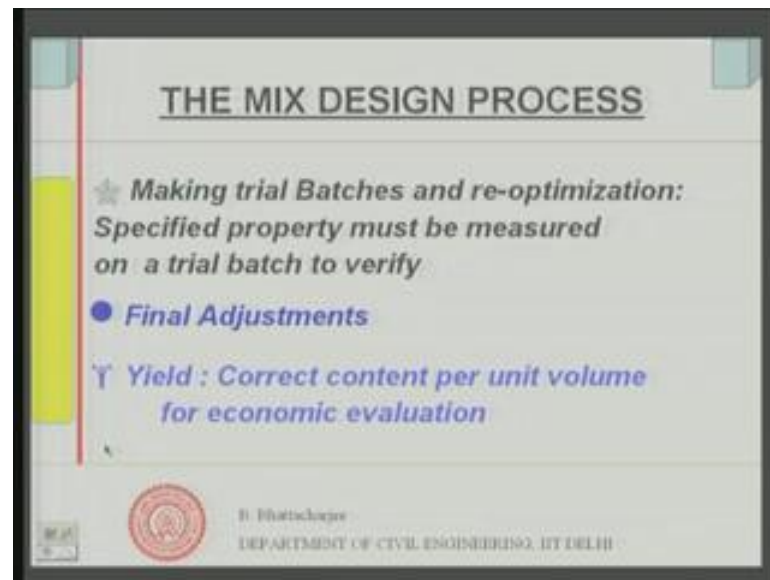 THE MIX DESIGN PROCESS
Making trial Batches and re-optimization:
Specified property must be measured
on a trial batch to verify
Final Adjustments
Yield : Correct content per unit volume
for economic evaluation
B. Bhattacharjee
DEPARTMENT OF CIVIL ENGINEERING, IIT DELHI